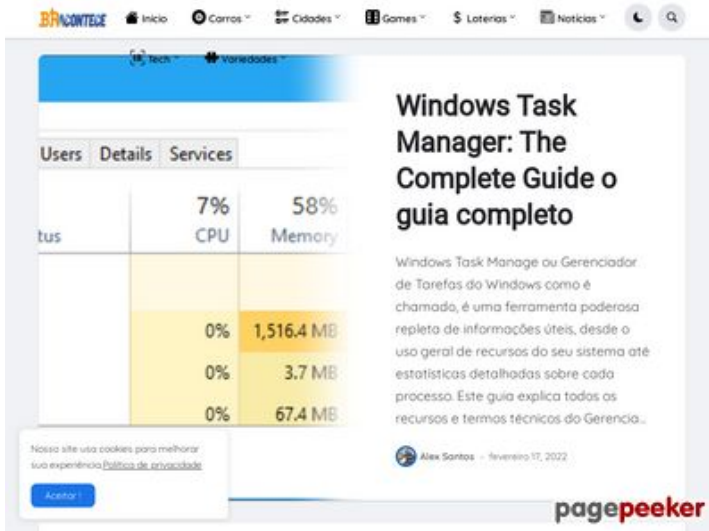 BRACONTECE Inicio Carros Cidades Games $ Loterias Notícias
Tech Variedades
Windows Task
Manager: The
Complete Guide o
guia completo
Users Details Services
7% 58%
tus CPU Memory
0% 1,516.4 MB
0% 3.7 MB
0% 67.4 MB
Windows Task Manage ou Gerenciador
de Tarefas do Windows como é
chamado, é uma ferramenta poderosa
repleta de informações úteis, desde o
uso geral de recursos do seu sistema até
estatísticas detalhadas sobre cada
processo. Este guia explica todos os
recursos e termos técnicos do Gerencia...
Alex Santos - fevereiro 17, 2022
Nosso site usa cookies para melhorar
sua experiência.Política de privacidade
Aceitar !
pagepeeker